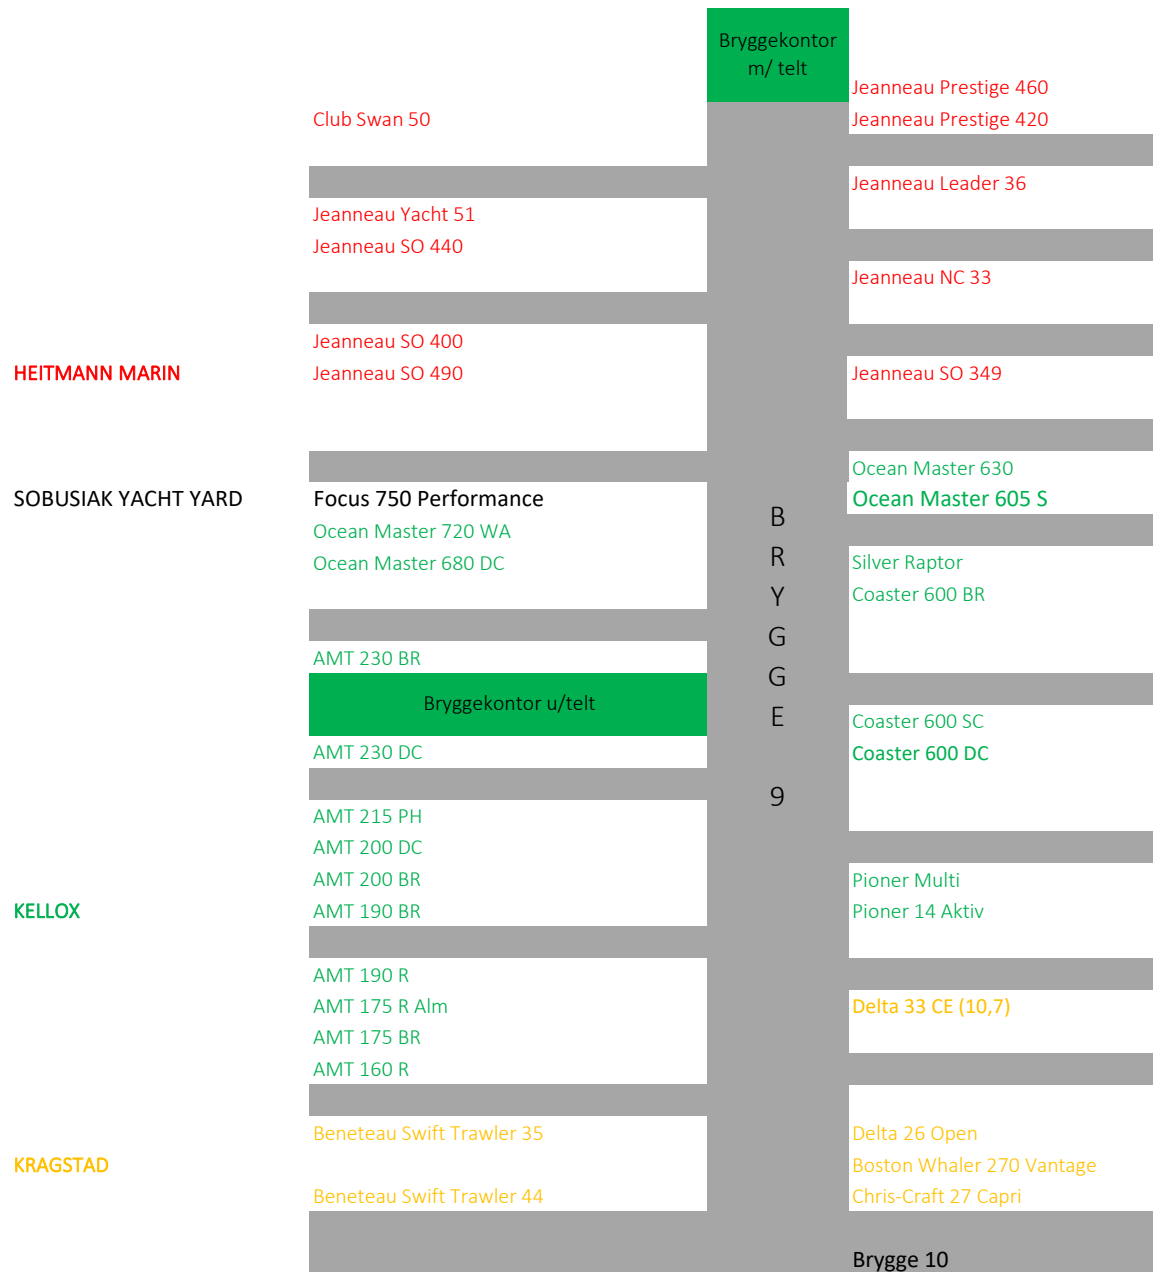 Bryggekontor
m/ telt
Jeanneau Prestige 460
Club Swan 50
Jeanneau Prestige 420
Jeanneau Leader 36
Jeanneau Yacht 51
Jeanneau SO 440
Jeanneau NC 33
Jeanneau SO 400
HEITMANN MARIN
Jeanneau SO 490
Jeanneau SO 349
Ocean Master 630
SOBUSIAK YACHT YARD
Focus 750 Performance
Ocean Master 605 S
BRYGGE 9
Ocean Master 720 WA
Ocean Master 680 DC
Silver Raptor
Coaster 600 BR
AMT 230 BR
Bryggekontor u/telt
Coaster 600 SC
AMT 230 DC
Coaster 600 DC
AMT 215 PH
AMT 200 DC
AMT 200 BR
Pioner Multi
KELLOX
AMT 190 BR
Pioner 14 Aktiv
AMT 190 R
AMT 175 R Alm
Delta 33 CE (10,7)
AMT 175 BR
AMT 160 R
Beneteau Swift Trawler 35
Delta 26 Open
KRAGSTAD
Boston Whaler 270 Vantage
Beneteau Swift Trawler 44
Chris-Craft 27 Capri
Brygge 10